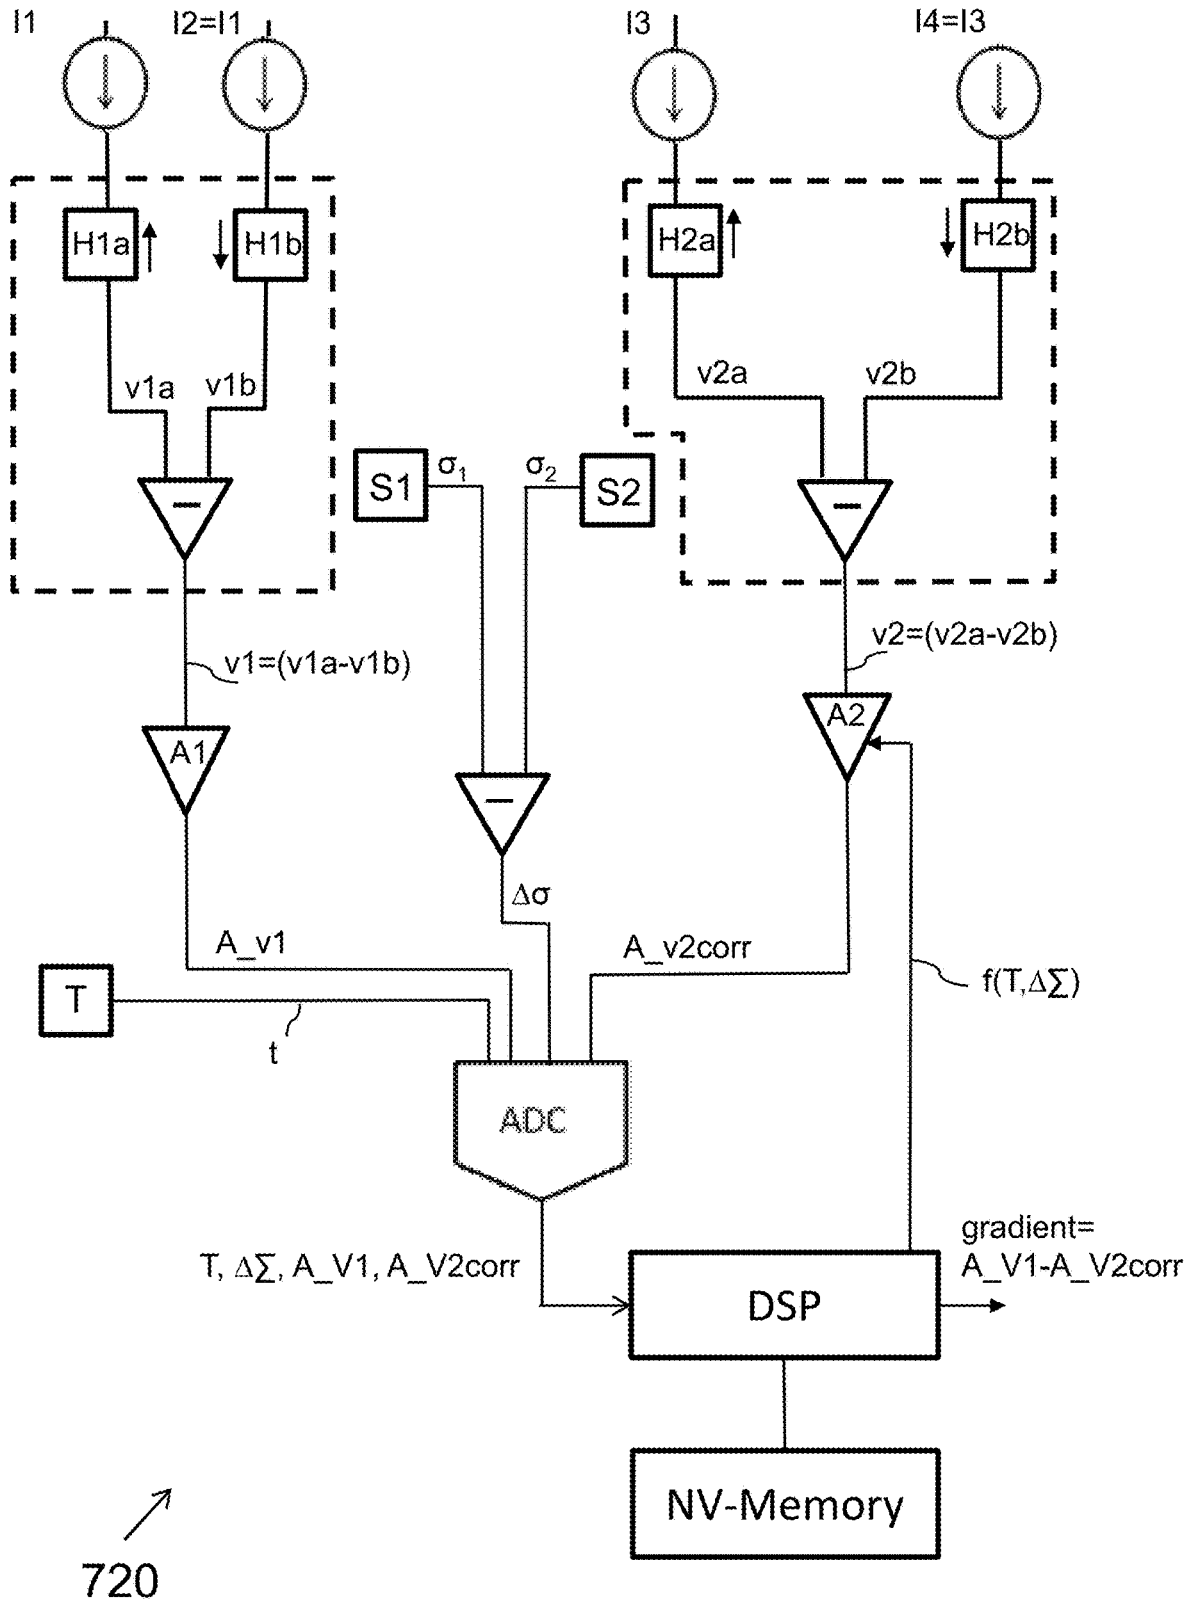 I1
I2=I1
I3
I4=I3
H1a
H1b
H2a
H2b
v1a
v1b
v2a
v2b
S1
σ1
σ2
S2
v1=(v1a-v1b)
v2=(v2a-v2b)
A1
A2
Δσ
A_v1
A_v2corr
T
t
f(T,ΔΣ)
ADC
T, ΔΣ, A_V1, A_V2corr
gradient=
A_V1-A_V2corr
DSP
NV-Memory
720